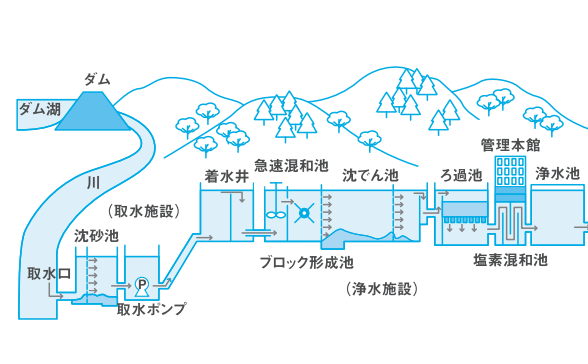 ダム
ダム湖
川
(取水施設)
沈砂池
取水口
P
取水ポンプ
着水井
急速混和池
沈でん池
ブロック形成池
(浄水施設)
ろ過池
管理本館
浄水池
塩素混和池